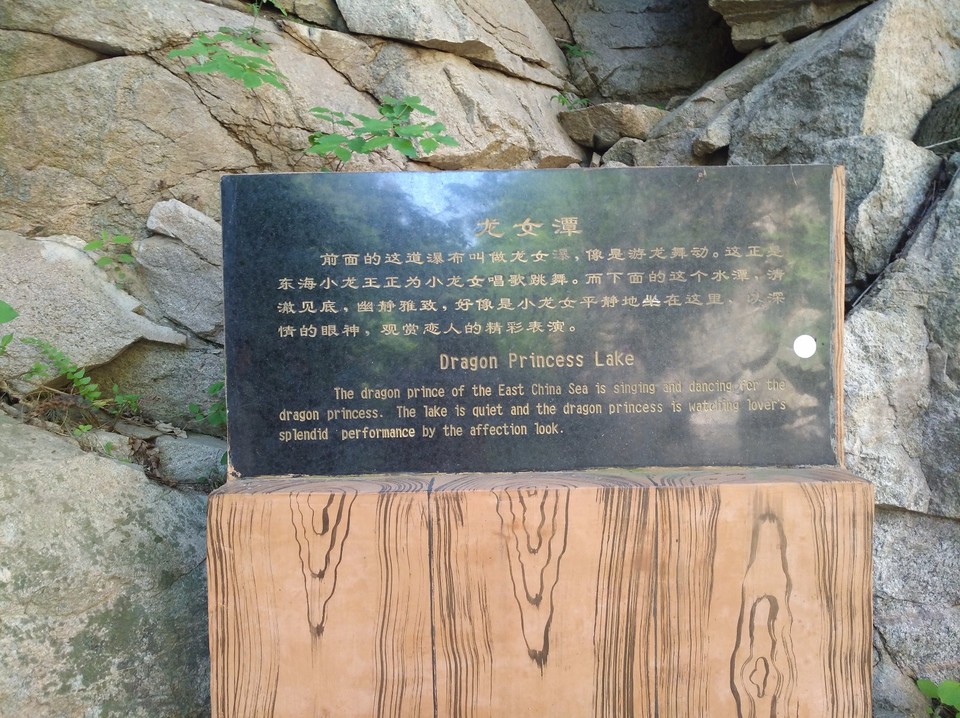 龙女潭
前面的这道瀑布叫做龙女瀑，像是游龙舞动。这正是
东海小龙王正为小龙女唱歌跳舞。而下面的这个水潭、清
澈见底，幽静雅致，好像是小龙女平静地坐在这里、以深
情的眼神，观赏恋人的精彩表演。
Dragon Princess Lake
The dragon prince of the East China Sea is singing and dancing for the
dragon princess. The lake is quiet and the dragon princess is watching lover's
splendid performance by the affection look.